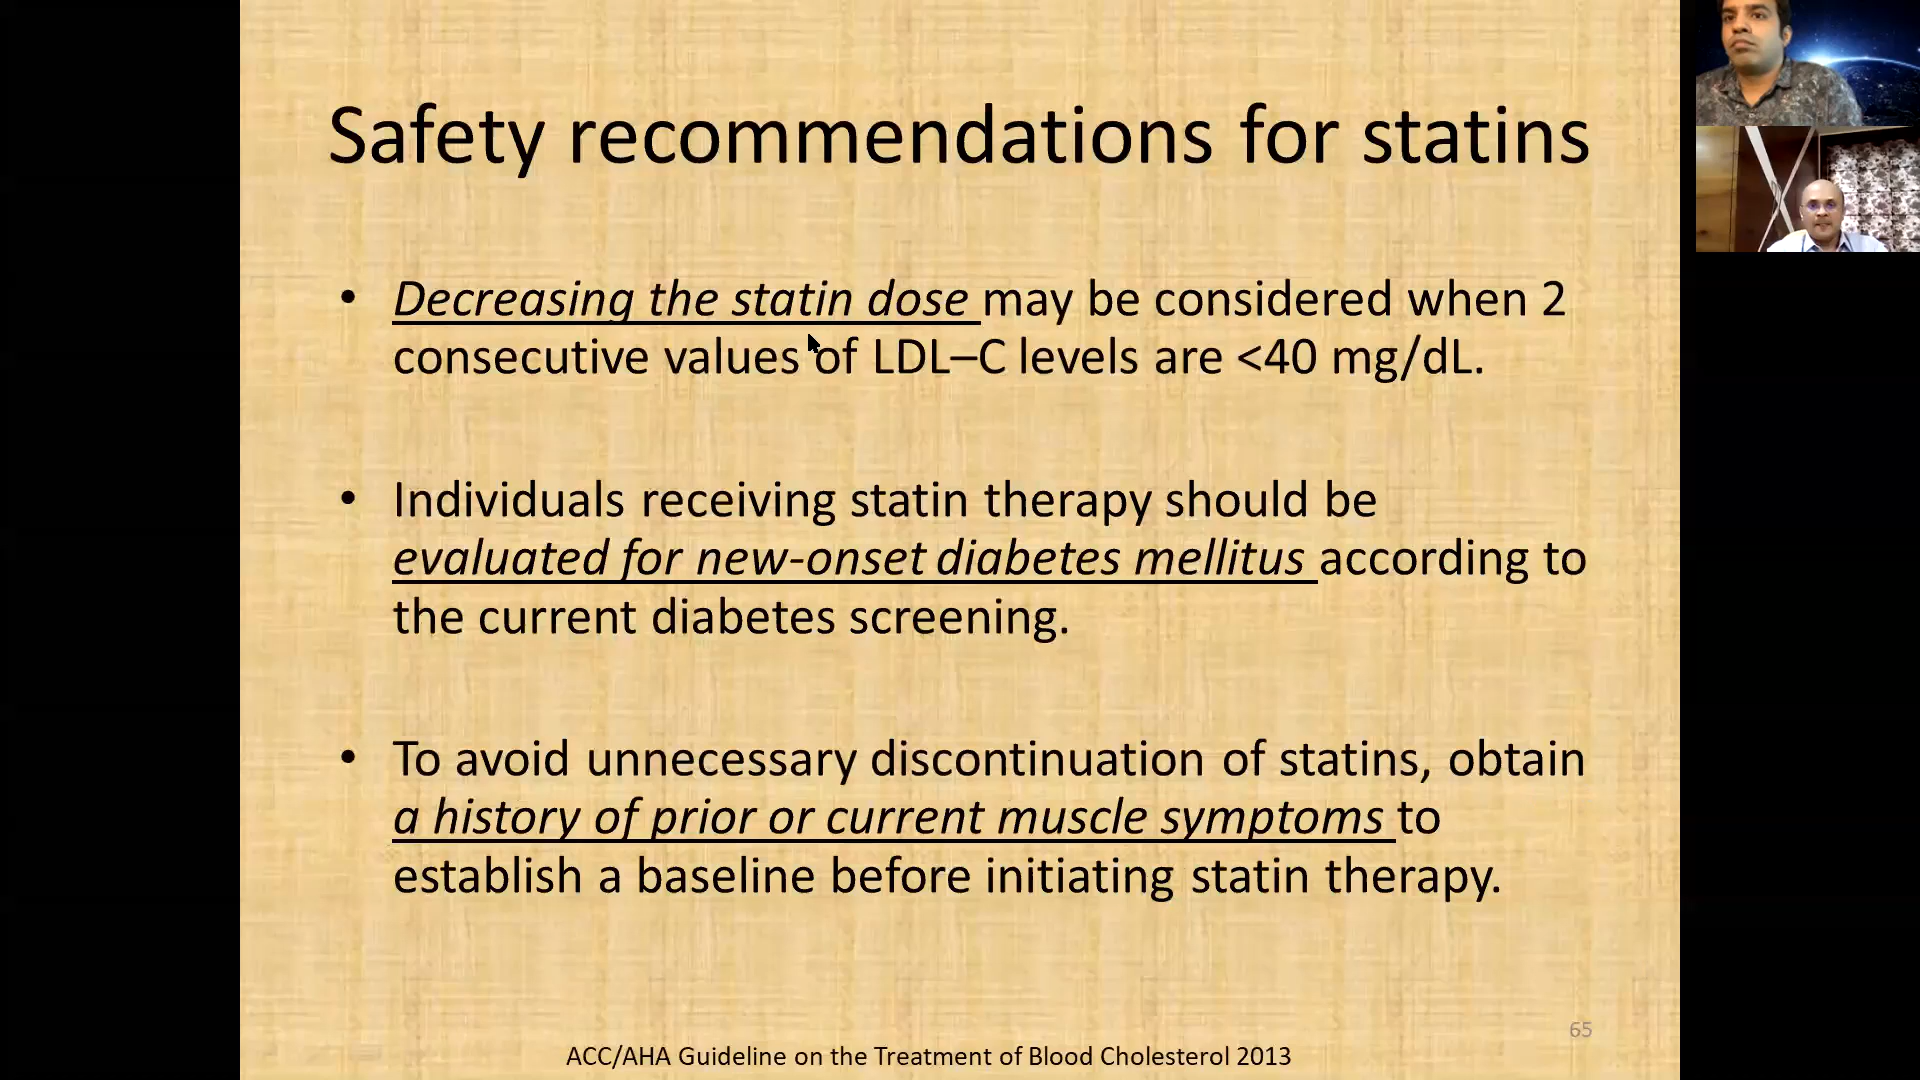 Safety recommendations for statins
• Decreasing the statin dose may be considered when 2
consecutive values of LDL–C levels are <40 mg/dL.
• Individuals receiving statin therapy should be
evaluated for new-onset diabetes mellitus according to
the current diabetes screening.
• To avoid unnecessary discontinuation of statins, obtain
a history of prior or current muscle symptoms to
establish a baseline before initiating statin therapy.
65
ACC/AHA Guideline on the Treatment of Blood Cholesterol 2013